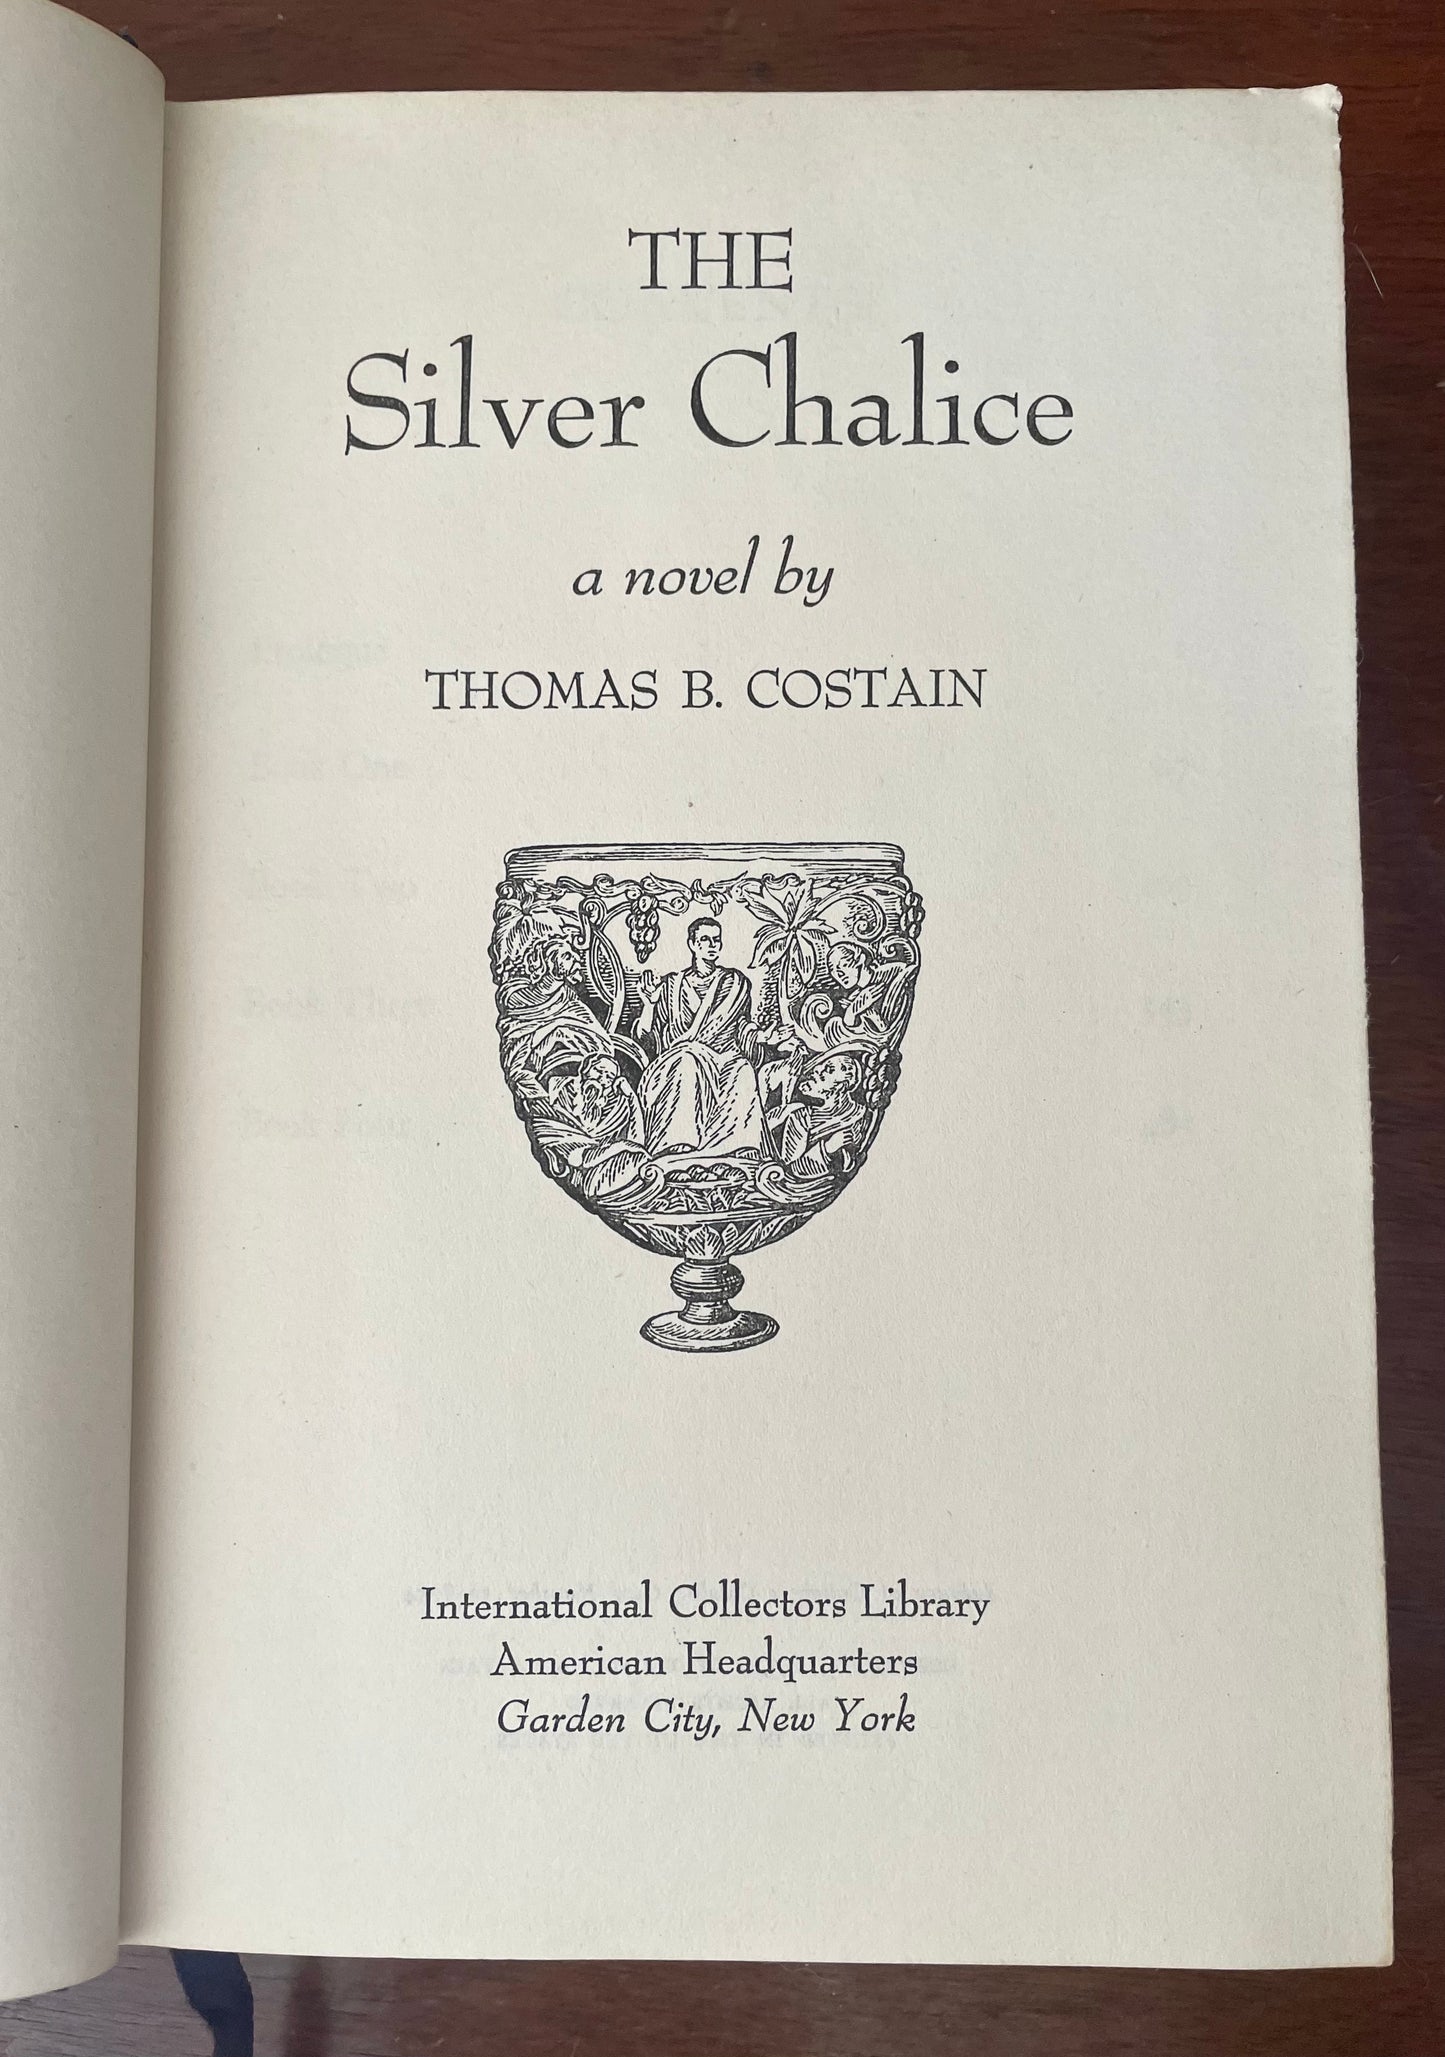 THE
Silver Chalice
a novel by
THOMAS B. COSTAIN
International Collectors Library
American Headquarters
Garden City, New York